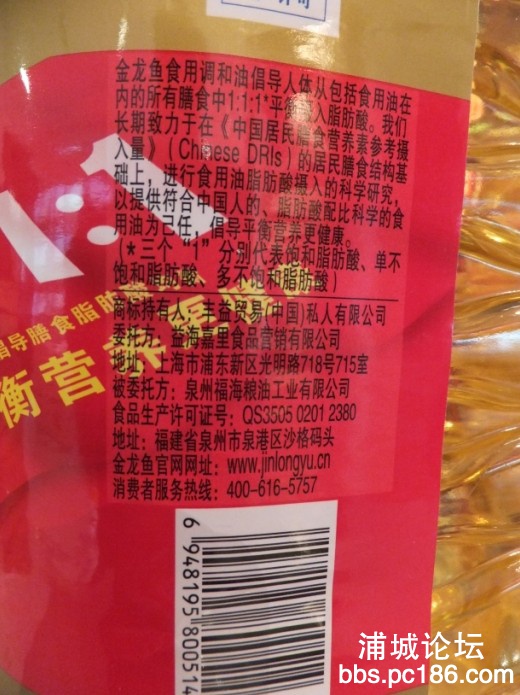 许可
金龙鱼食用调和油倡导人体从包括食用油在
内的所有膳食中1:1:1*平衡摄入脂肪酸。我们
长期致力于在《中国居民膳食营养素参考摄
入量》(Chinese DRIs)的居民膳食结构基
础上，进行食用油脂肪酸摄入的科学研究，
以提供符合中国人的、脂肪酸配比科学的食
用油为己任，倡导平衡营养更健康。
(*三个“1”分别代表饱和脂肪酸、单不
饱和脂肪酸、多不饱和脂肪酸)
1:1
倡导膳食脂肪酸
衡营养
商标持有人：丰益贸易(中国)私人有限公司
委托方：益海嘉里食品营销有限公司
地址：上海市浦东新区光明路718号715室
被委托方：泉州福海粮油工业有限公司
食品生产许可证号：QS3505 0201 2380
地址：福建省泉州市泉港区沙格码头
金龙鱼官网网址：www.jinlongyu.cn
消费者服务热线：400-616-5757
6 948195 800514
浦城论坛
bbs.pc186.com